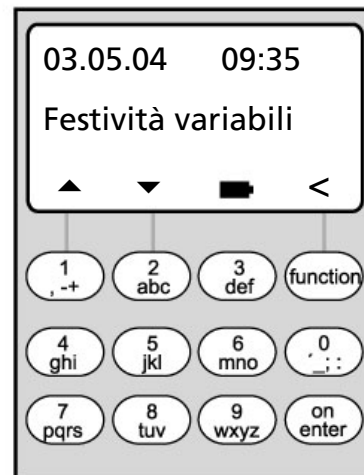 03.05.04 09:35
Festività variabili
<
1 2 3 function
, -+ abc def
4 5 6 0
ghi jkl mno ´_;:
7 8 9 on
pqrs tuv wxyz enter